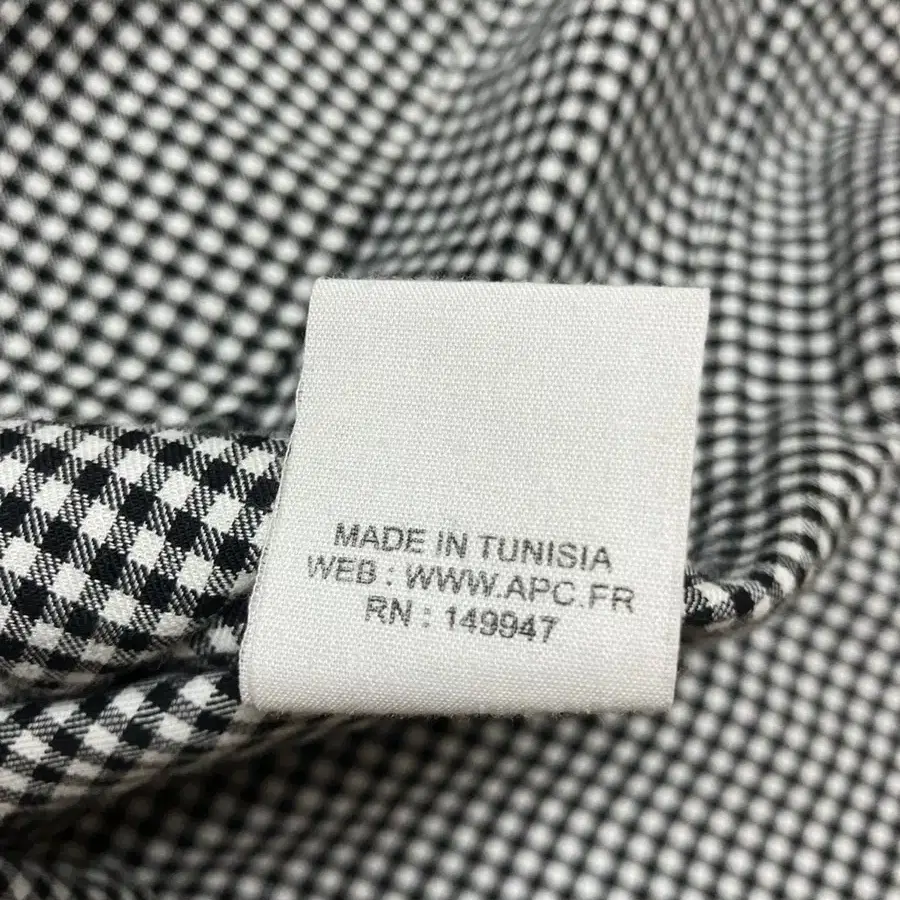 MADE IN TUNISIA
WEB : WWW.APC.FR
RN : 149947